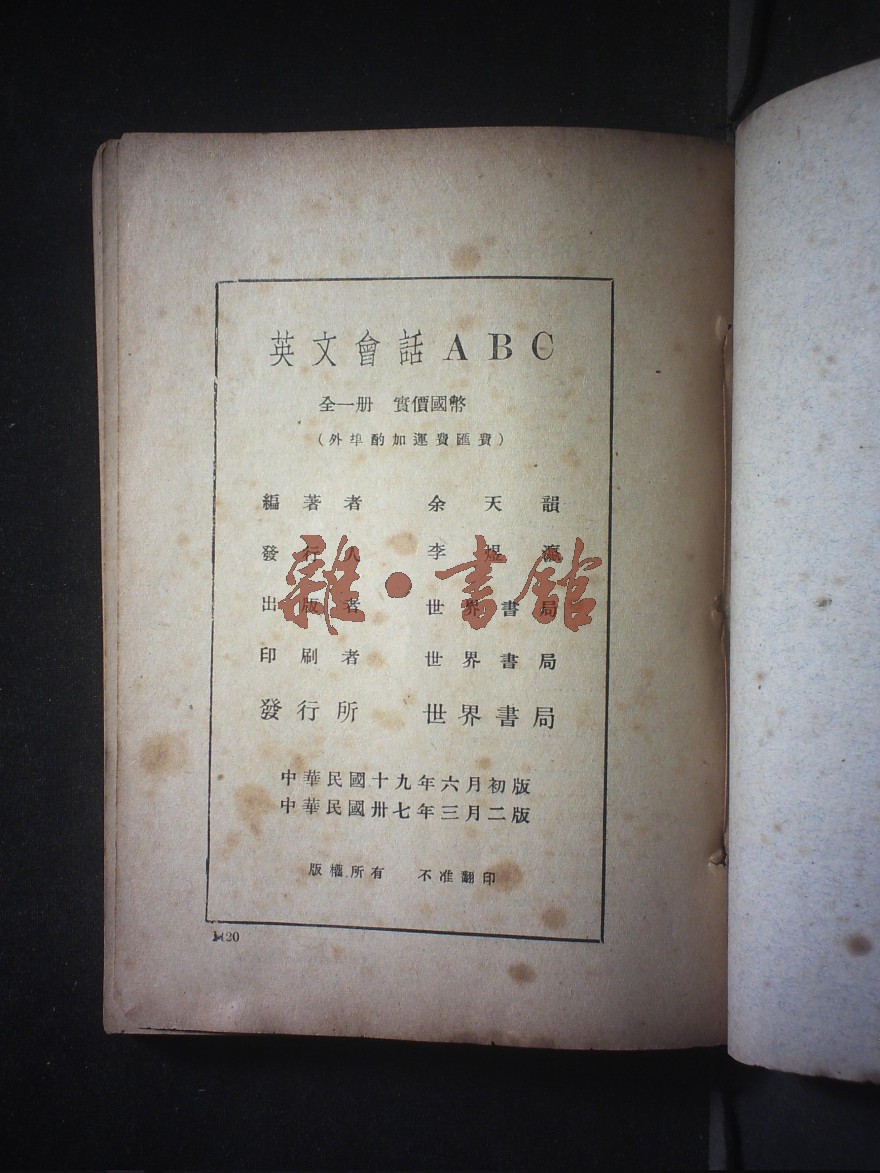 英文會話ABC
全一册 實價國幣
(外埠酌加運費匯費)
編著者 余天韻
發行人 李煜瀛
出版者 世界書局
雜·書館
印刷者 世界書局
發行所 世界書局
中華民國十九年六月初版
中華民國卅七年三月二版
版權所有 不准翻印